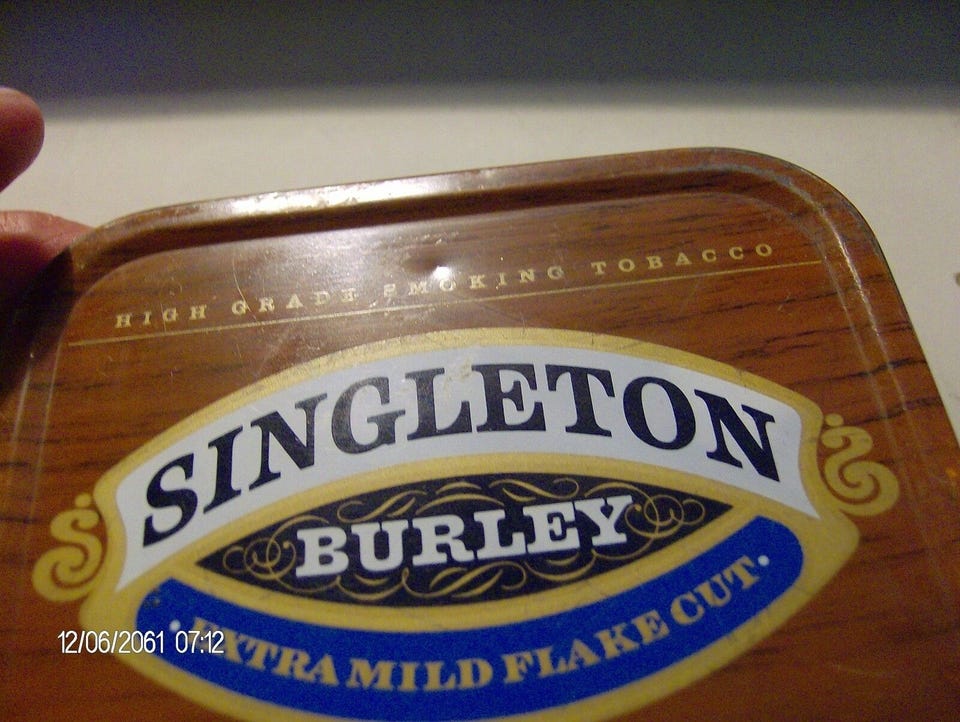 HIGH GRADE SMOKING TOBACCO
SINGLETON
BURLEY
· EXTRA MILD FLAKE CUT ·
12/06/2061 07:12